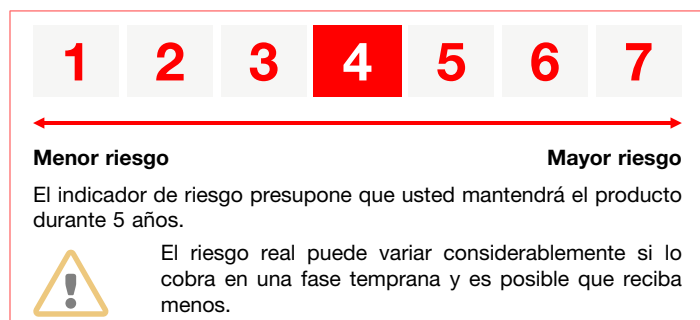 1 2 3 4 5 6 7
Menor riesgo Mayor riesgo
El indicador de riesgo presupone que usted mantendrá el producto
durante 5 años.
El riesgo real puede variar considerablemente si lo
cobra en una fase temprana y es posible que reciba
menos.